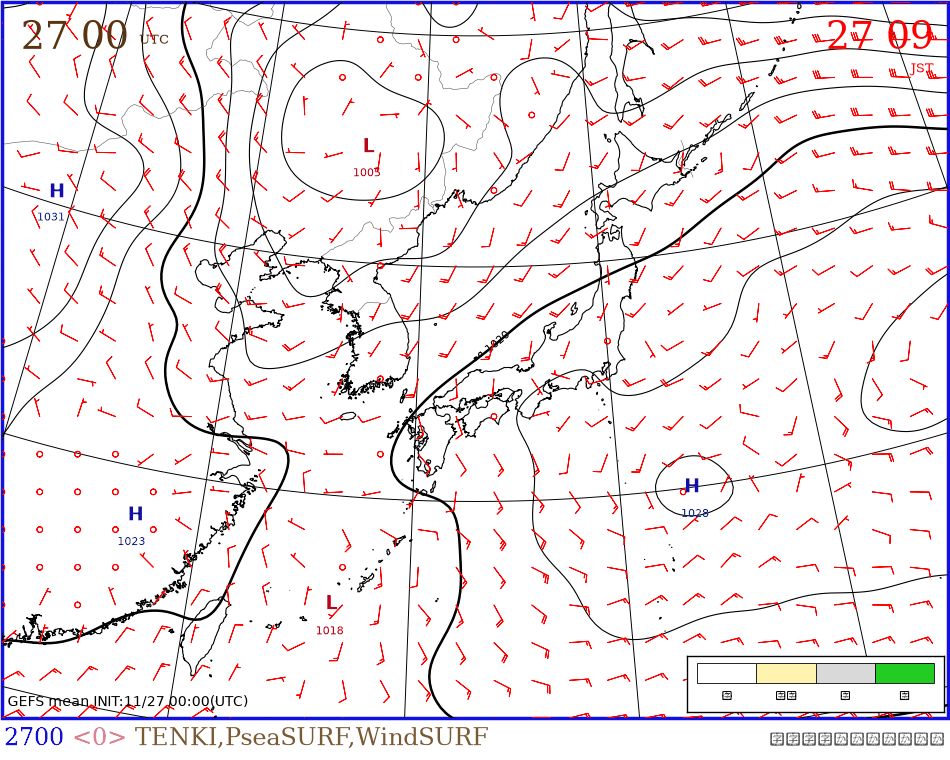 27 00 UTC
27 09 JST
L
1005
H
1031
1020
H
1028
H
1023
L
1018
GEFS mean INIT:11/27 00:00(UTC)
2700 <0> TENKI,PseaSURF,WindSURF